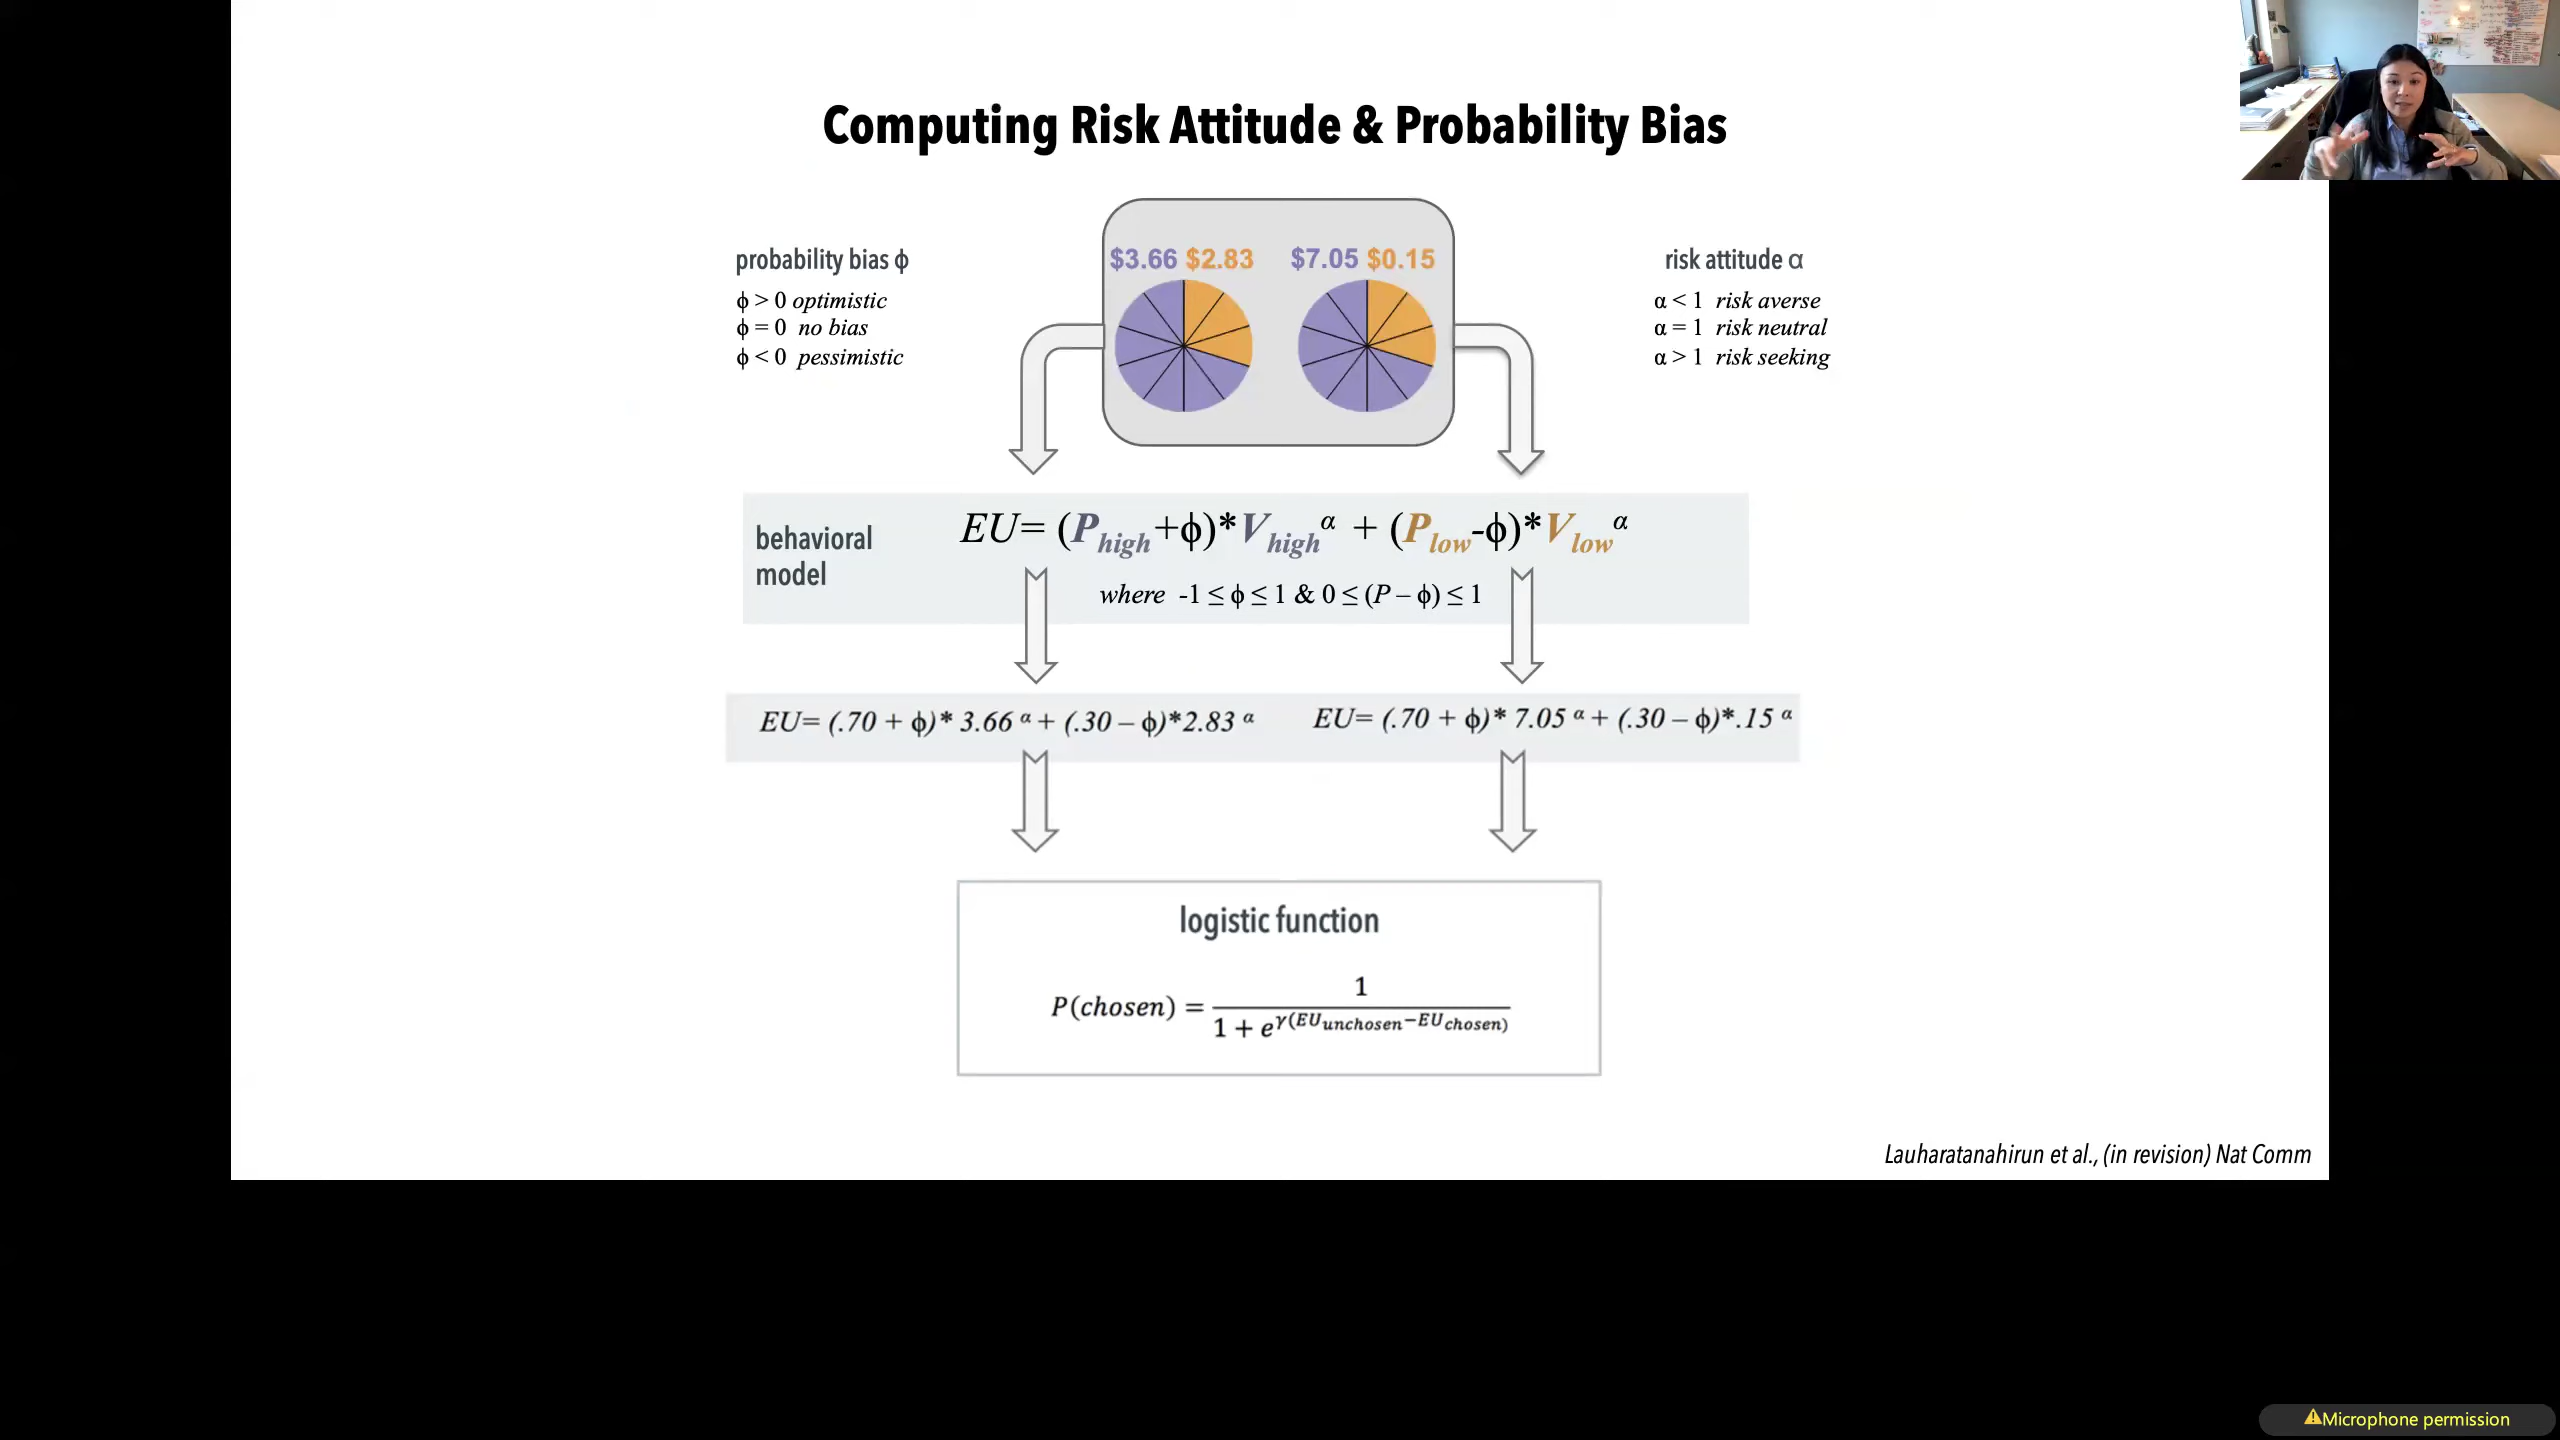 Computing Risk Attitude & Probability Bias
probability bias ϕ
ϕ > 0 optimistic
ϕ = 0 no bias
ϕ < 0 pessimistic
$3.66 $2.83 $7.05 $0.15
risk attitude α
α < 1 risk averse
α = 1 risk neutral
α > 1 risk seeking
behavioral
model
EU= (P_high+ϕ)*V_high^α + (P_low-ϕ)*V_low^α
where -1 ≤ ϕ ≤ 1 & 0 ≤ (P – ϕ) ≤ 1
EU= (.70 + ϕ)* 3.66 ^α + (.30 – ϕ)*2.83 ^α
EU= (.70 + ϕ)* 7.05 ^α + (.30 – ϕ)*.15 ^α
logistic function
P(chosen) = 1 / (1 + e^γ(EU_unchosen−EU_chosen))
Lauharatanahirun et al., (in revision) Nat Comm
Microphone permission